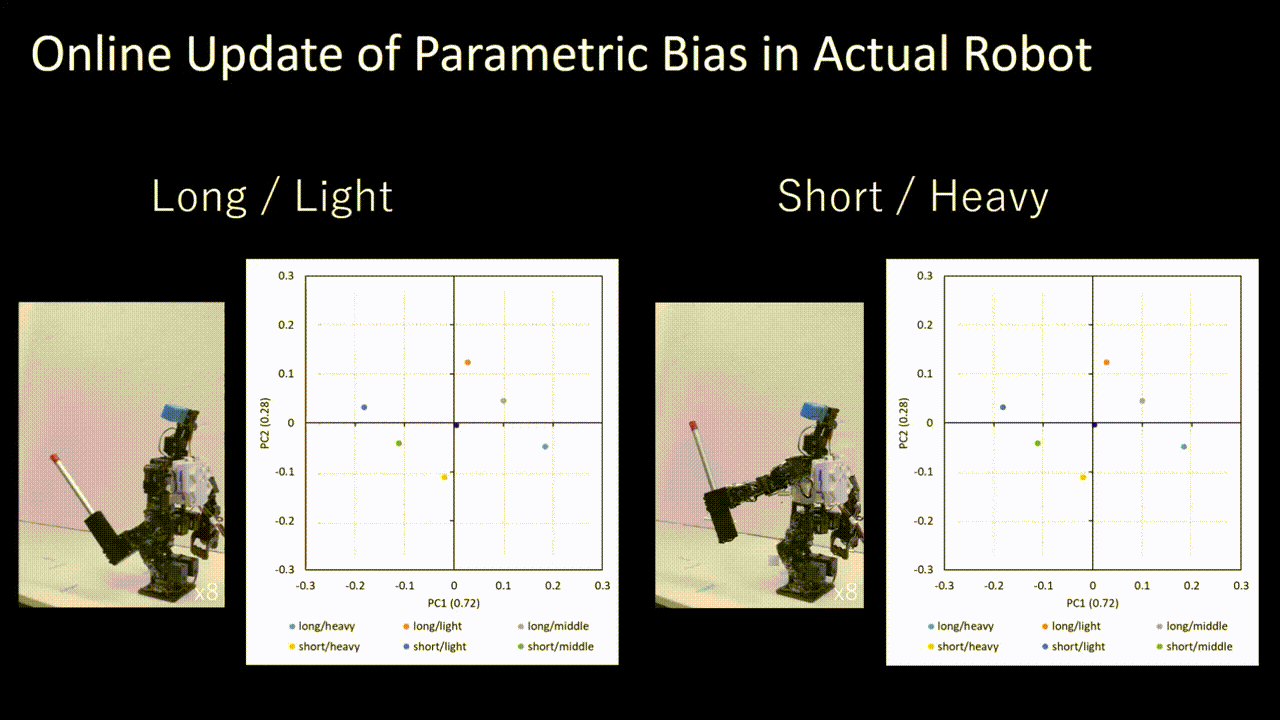 Online Update of Parametric Bias in Actual Robot
Long / Light
Short / Heavy
x8
0.3
0.2
0.1
0
-0.1
-0.2
-0.3
PC2 (0.28)
-0.3 -0.2 -0.1 0 0.1 0.2 0.3
PC1 (0.72)
long/heavy long/light long/middle
short/heavy short/light short/middle
x8
0.3
0.2
0.1
0
-0.1
-0.2
-0.3
PC2 (0.28)
-0.3 -0.2 -0.1 0 0.1 0.2 0.3
PC1 (0.72)
long/heavy long/light long/middle
short/heavy short/light short/middle